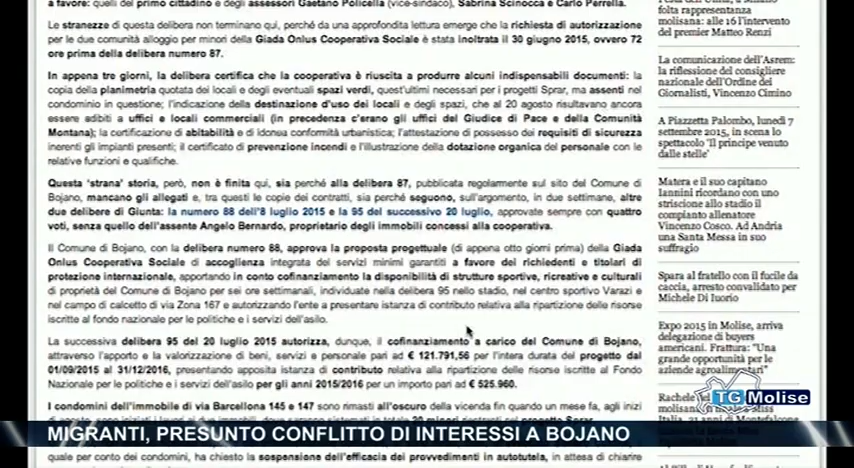 a favore: quelli del primo cittadino e degli assessori Gaetano Policella (vice-sindaco), Sabrina Scinocca e Carlo Perrella.
Le stranezze di questa delibera non terminano qui, perché da una approfondita lettura emerge che la richiesta di autorizzazione
per le due comunità alloggio per minori della Giada Onlus Cooperativa Sociale è stata inoltrata il 30 giugno 2015, ovvero 72
ore prima della delibera numero 87.
In appena tre giorni, la delibera certifica che la cooperativa è riuscita a produrre alcuni indispensabili documenti: la
copia della planimetria quotata dei locali e degli eventuali spazi verdi, quest'ultimi necessari per i progetti Sprar, ma assenti nel
condominio in questione; l'indicazione della destinazione d'uso dei locali e degli spazi, che al 20 agosto risultavano ancora
essere adibiti a uffici e locali commerciali (in precedenza c'erano gli uffici del Giudice di Pace e della Comunità
Montana); la certificazione di abitabilità e di idonea conformità urbanistica; l'attestazione di possesso dei requisiti di sicurezza
inerenti gli impianti presenti; il certificato di prevenzione incendi e l'illustrazione della dotazione organica del personale con le
relative funzioni e qualifiche.
Questa 'strana' storia, però, non è finita qui, sia perché alla delibera 87, pubblicata regolarmente sul sito del Comune di
Bojano, mancano gli allegati e, tra questi le copie dei contratti, sia perché seguono, sull'argomento, in due settimane, altre
due delibere di Giunta: la numero 88 dell'8 luglio 2015 e la 95 del successivo 20 luglio, approvate sempre con quattro
voti, senza quello dell'assente Angelo Bernardo, proprietario degli immobili concessi alla cooperativa.
Il Comune di Bojano, con la delibera numero 88, approva la proposta progettuale (di appena otto giorni prima) della Giada
Onlus Cooperativa Sociale di accoglienza integrata dei servizi minimi garantiti a favore dei richiedenti e titolari di
protezione internazionale, apportando in conto cofinanziamento la disponibilità di strutture sportive, ricreative e culturali
di proprietà del Comune di Bojano per sei ore settimanali, individuate nella delibera 95 nello stadio, nel centro sportivo Varazi e
nel campo di calcetto di via Zona 167 e autorizzando l'ente a presentare istanza di contributo relativa alla ripartizione delle risorse
iscritte al fondo nazionale per le politiche e i servizi dell'asilo.
La successiva delibera 95 del 20 luglio 2015 autorizza, dunque, il cofinanziamento a carico del Comune di Bojano,
attraverso l'apporto e la valorizzazione di beni, servizi e personale pari ad € 121.791,56 per l'intera durata del progetto dal
01/09/2015 al 31/12/2016, presentando apposita istanza di contributo relativa alla ripartizione delle risorse iscritte al Fondo
Nazionale per le politiche e i servizi dell'asilo per gli anni 2015/2016 per un importo pari ad € 525.960.
I condomini dell'immobile di via Barcellona 145 e 147 sono rimasti all'oscuro della vicenda fin quando un mese fa, agli inizi
quale per conto dei condomini, ha chiesto la sospensione dell'efficacia dei provvedimenti in autotutela, in attesa di chiarire
folta rappresentanza
molisana: alle 16 l'intervento
del premier Matteo Renzi
La comunicazione dell'Asrem:
la riflessione del consigliere
nazionale dell'Ordine dei
Giornalisti, Vincenzo Cimino
A Piazzetta Palombo, lunedì 7
settembre 2015, in scena lo
spettacolo 'Il principe venuto
dalle stelle'
Matera e il suo capitano
Iannini ricordano con uno
striscione allo stadio il
compianto allenatore
Vincenzo Cosco. Ad Andria
una Santa Messa in suo
suffragio
Spara al fratello con il fucile da
caccia, arresto convalidato per
Michele Di Iuorio
Expo 2015 in Molise, arriva
delegazione di buyers
americani. Frattura: "Una
grande opportunità per le
aziende agroalimentari"
TG Molise
MIGRANTI, PRESUNTO CONFLITTO DI INTERESSI A BOJANO